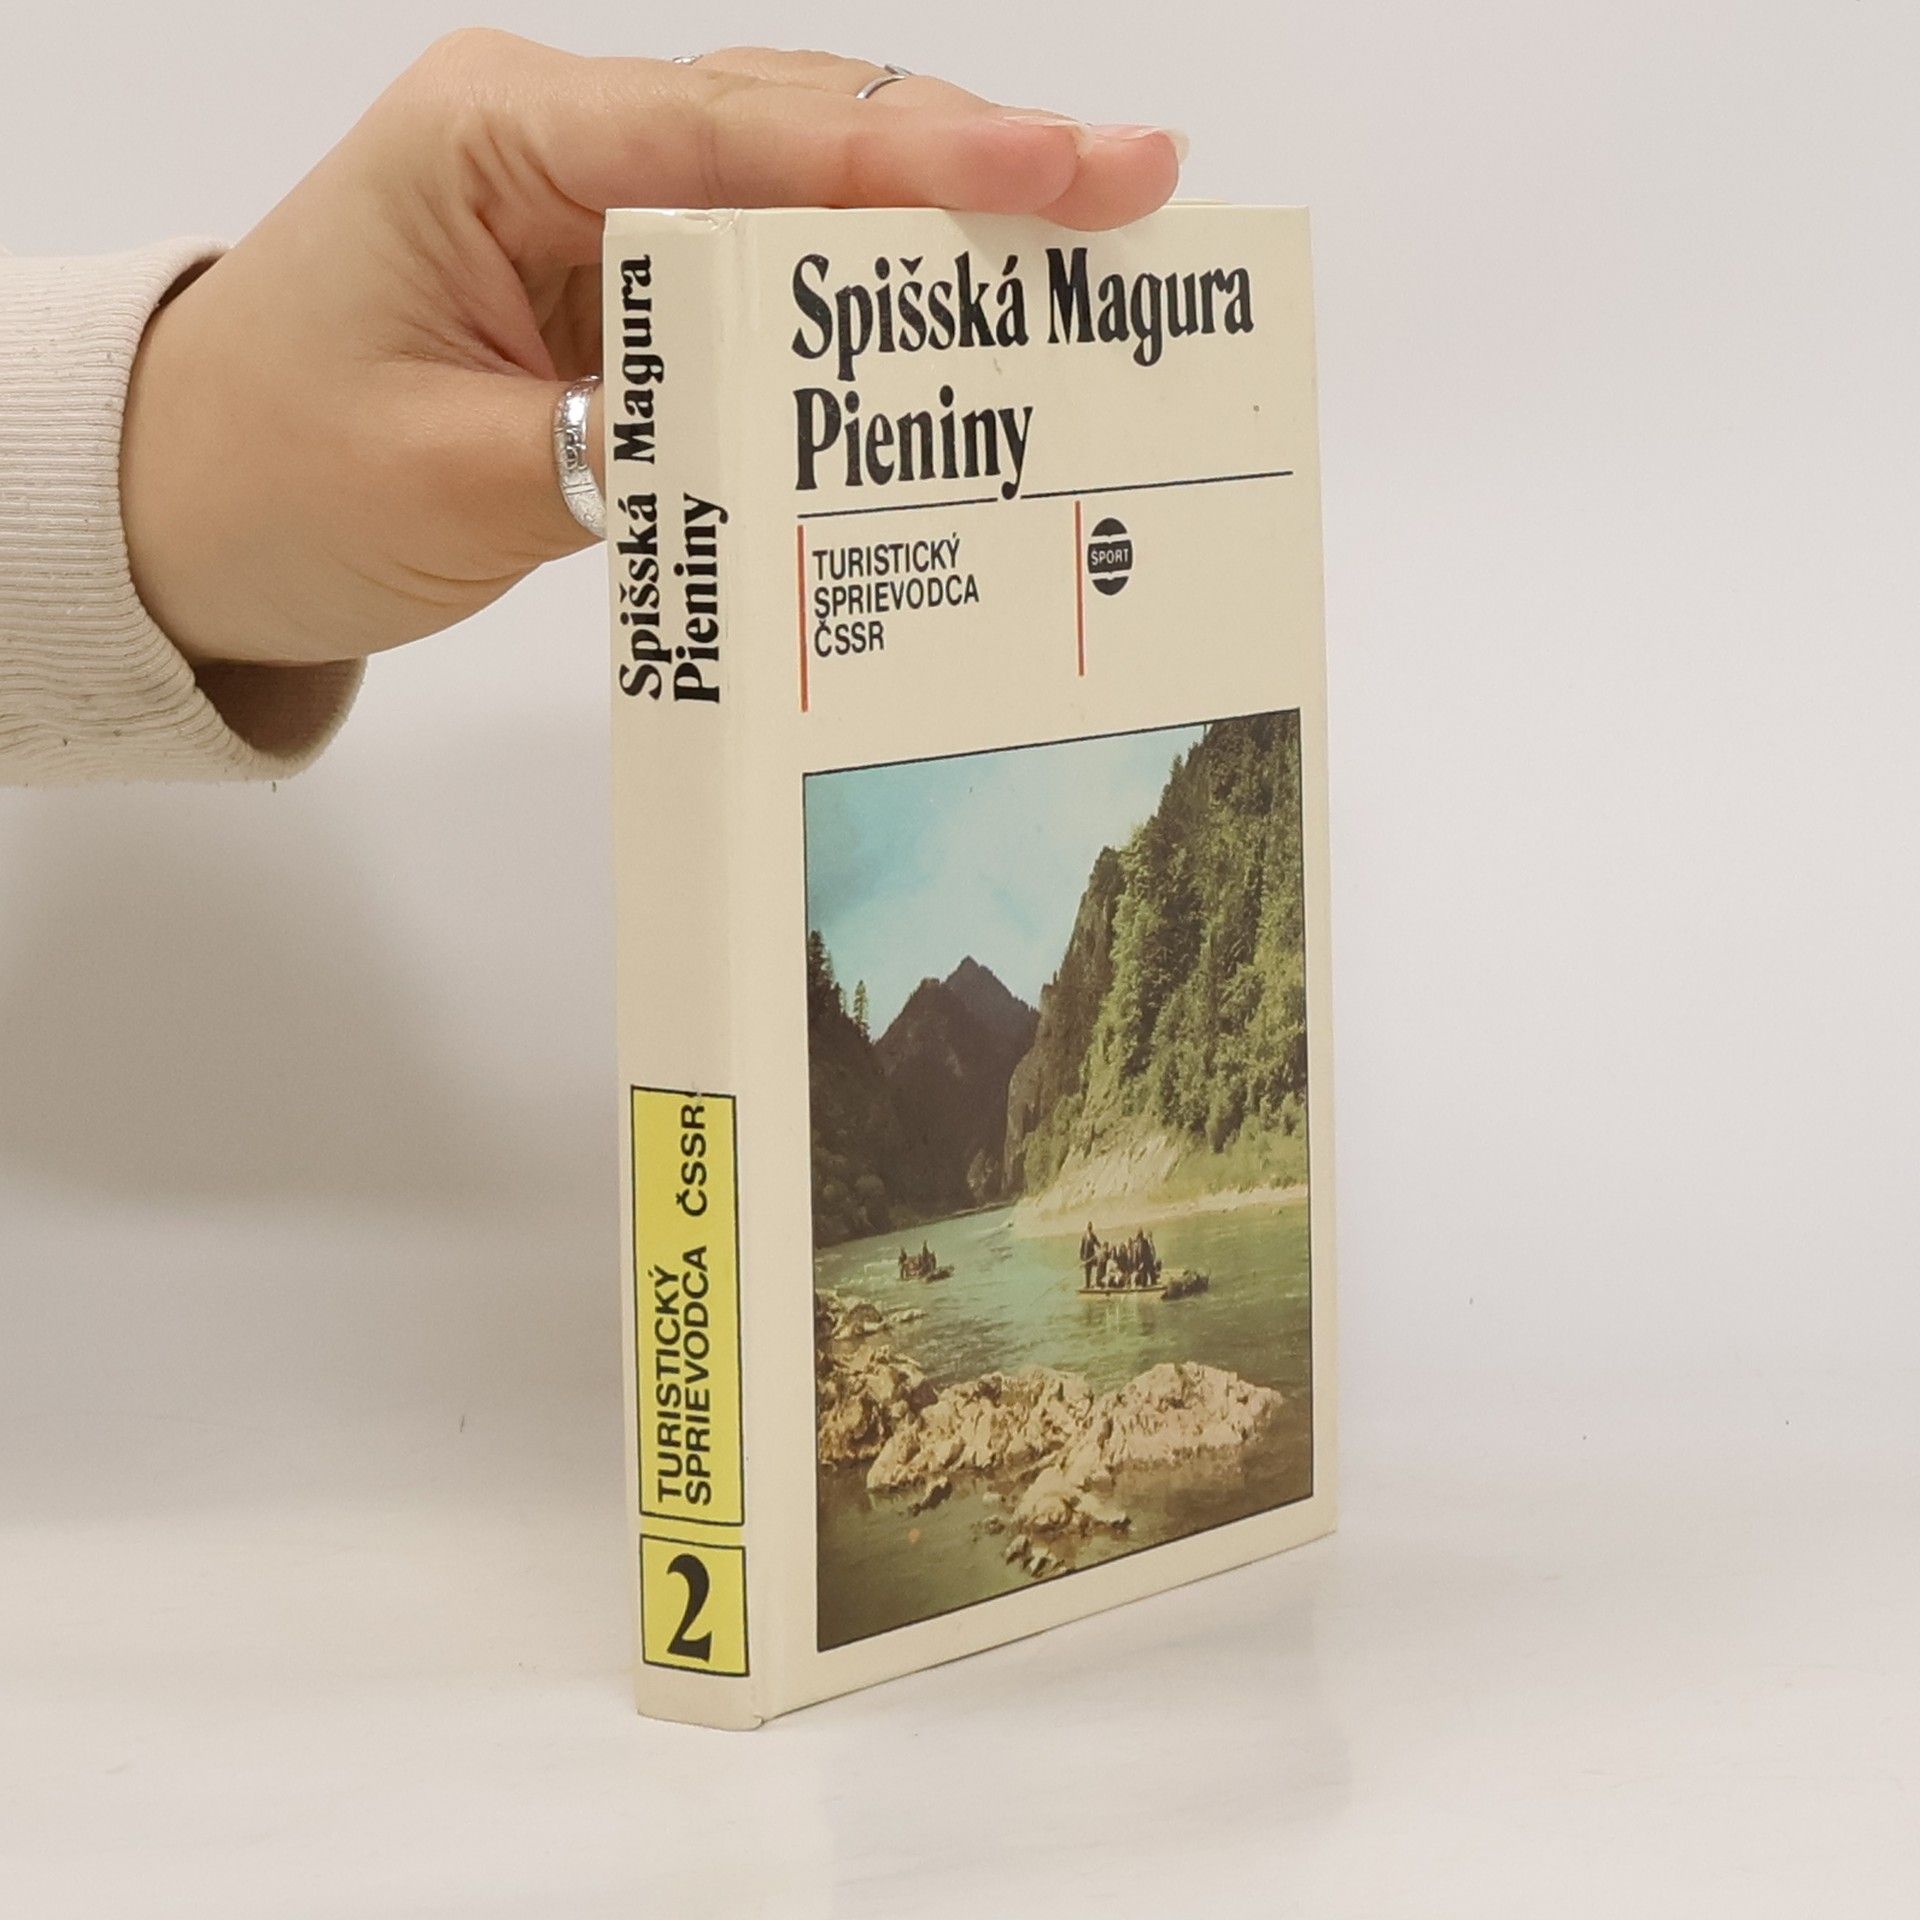 Spišská Magura
Pieniny
TURISTICKÝ
SPRIEVODCA
ČSSR
ŠPORT
Spišská Magura
Pieniny
TURISTICKÝ
SPRIEVODCA ČSSR
2